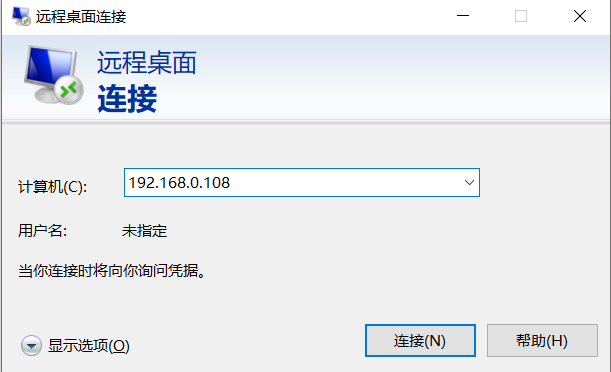 远程桌面连接
远程桌面
连接
计算机(C): 192.168.0.108
用户名: 未指定
当你连接时将向你询问凭据。
显示选项(O) 连接(N) 帮助(H)